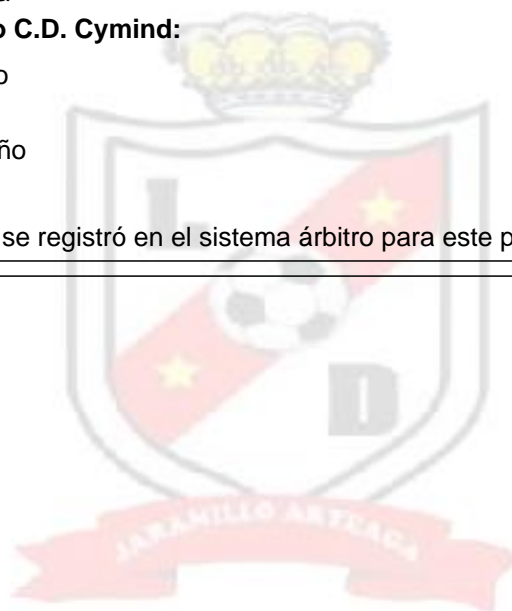 o C.D. Cymind:
o
ño
se registró en el sistema árbitro para este p
L
D
JARAMILLO ARTEAGA